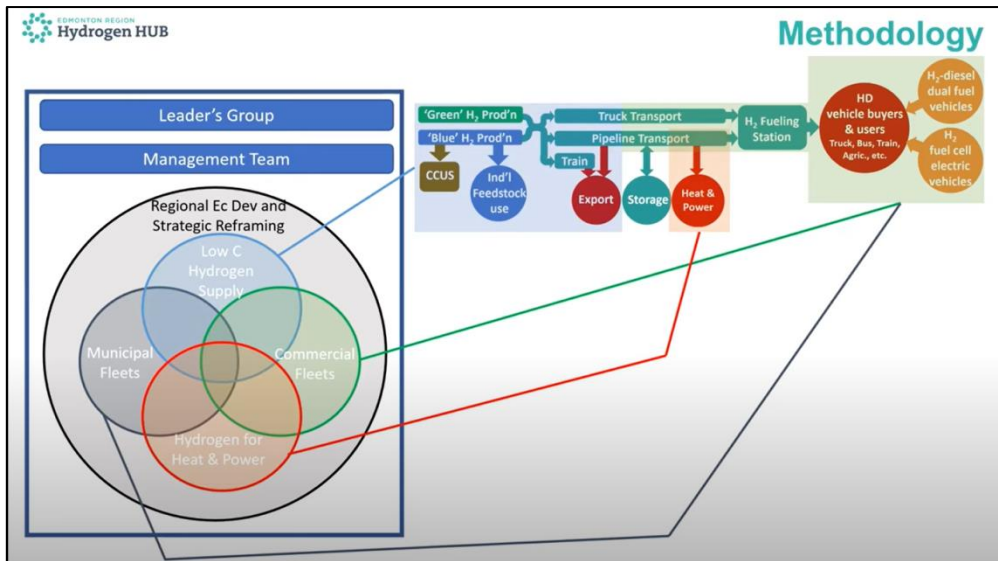 EDMONTON REGION
Hydrogen HUB
Methodology
Leader's Group
Management Team
Regional Ec Dev and
Strategic Reframing
Low C
Hydrogen
Supply
Municipal
Fleets
Commercial
Fleets
Hydrogen for
Heat & Power
'Green' H₂ Prod'n
'Blue' H₂ Prod'n
CCUS
Ind'l
Feedstock
use
Truck Transport
Pipeline Transport
Train
Export
Storage
Heat &
Power
H₂ Fueling
Station
HD
vehicle buyers
& users
Truck, Bus, Train,
Agric., etc.
H₂-diesel
dual fuel
vehicles
H₂
fuel cell
electric
vehicles